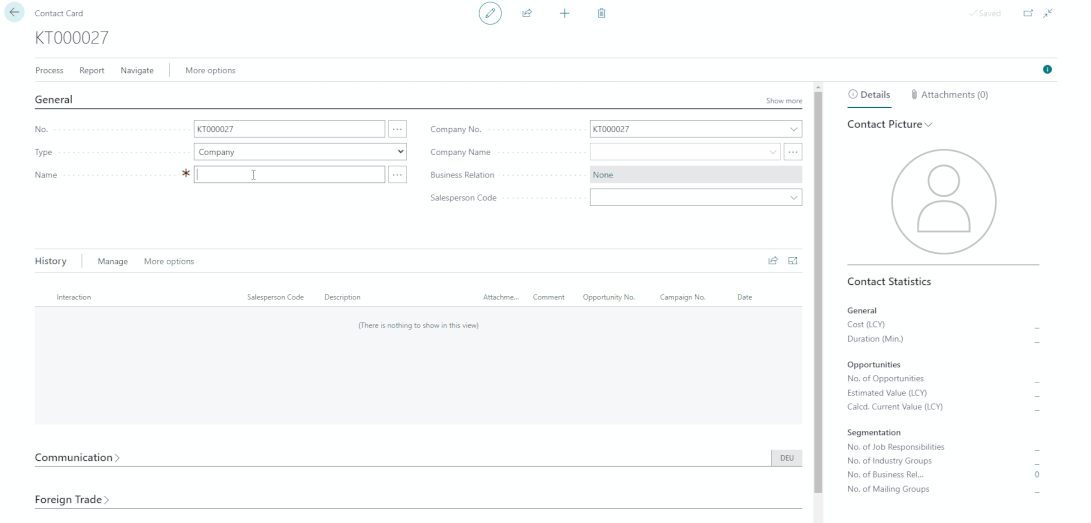 Contact Card
Saved
KT000027
Process Report Navigate More options
General
Show more
No. KT000027
Type Company
Name
Company No. KT000027
Company Name
Business Relation None
Salesperson Code
History Manage More options
Interaction Salesperson Code Description Attachme... Comment Opportunity No. Campaign No. Date
(There is nothing to show in this view)
Communication
DEU
Foreign Trade
Details Attachments (0)
Contact Picture
Contact Statistics
General
Cost (LCY) _
Duration (Min.) _
Opportunities
No. of Opportunities _
Estimated Value (LCY) _
Calcd. Current Value (LCY) _
Segmentation
No. of Job Responsibilities _
No. of Industry Groups _
No. of Business Rel... 0
No. of Mailing Groups _